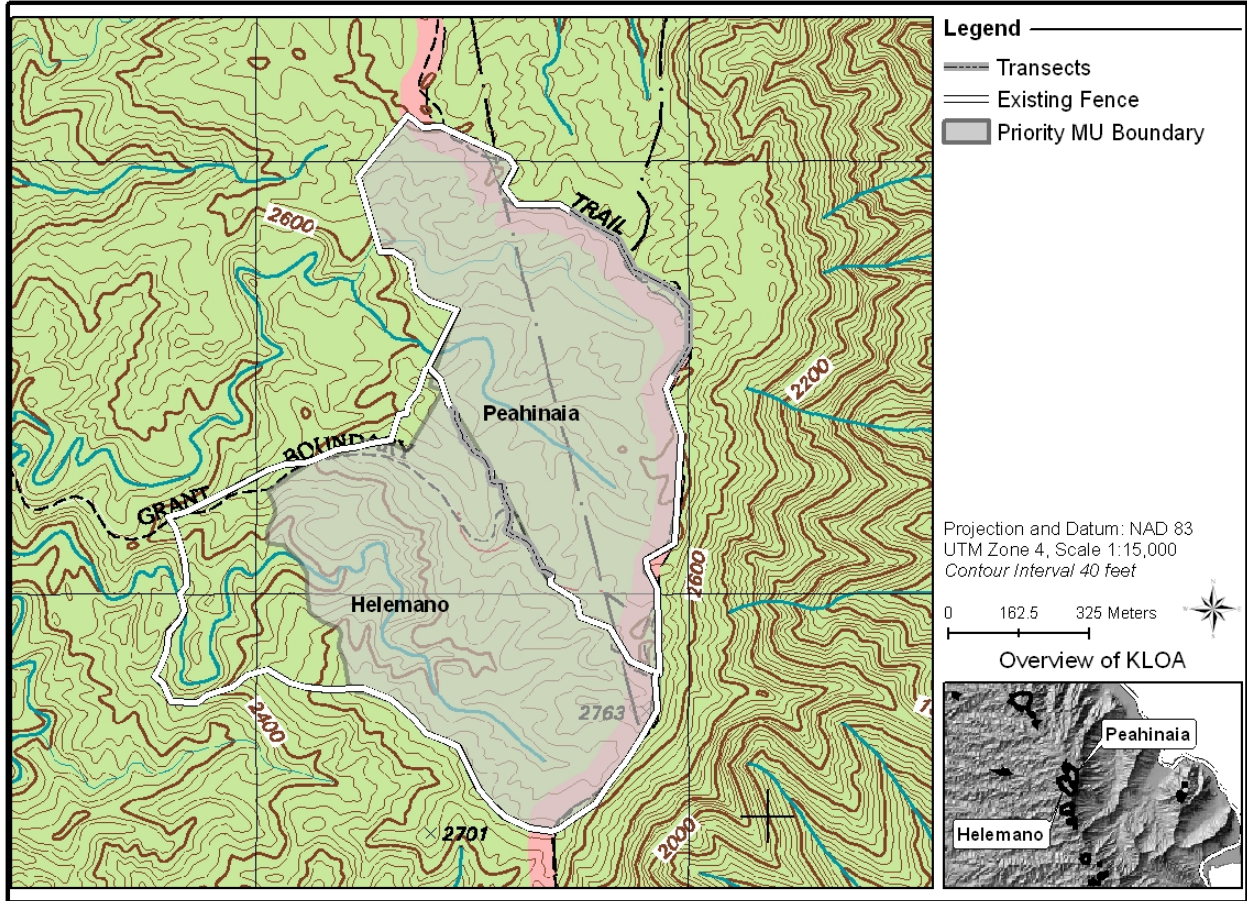 2600
TRAIL
2200
Peahinaia
BOUNDARY
GRANT
Helemano
2600
2763
2400
2701
2000
Legend
Transects
Existing Fence
Priority MU Boundary
Projection and Datum: NAD 83
UTM Zone 4, Scale 1:15,000
Contour Interval 40 feet
0 162.5 325 Meters
Overview of KLOA
Peahinaia
Helemano